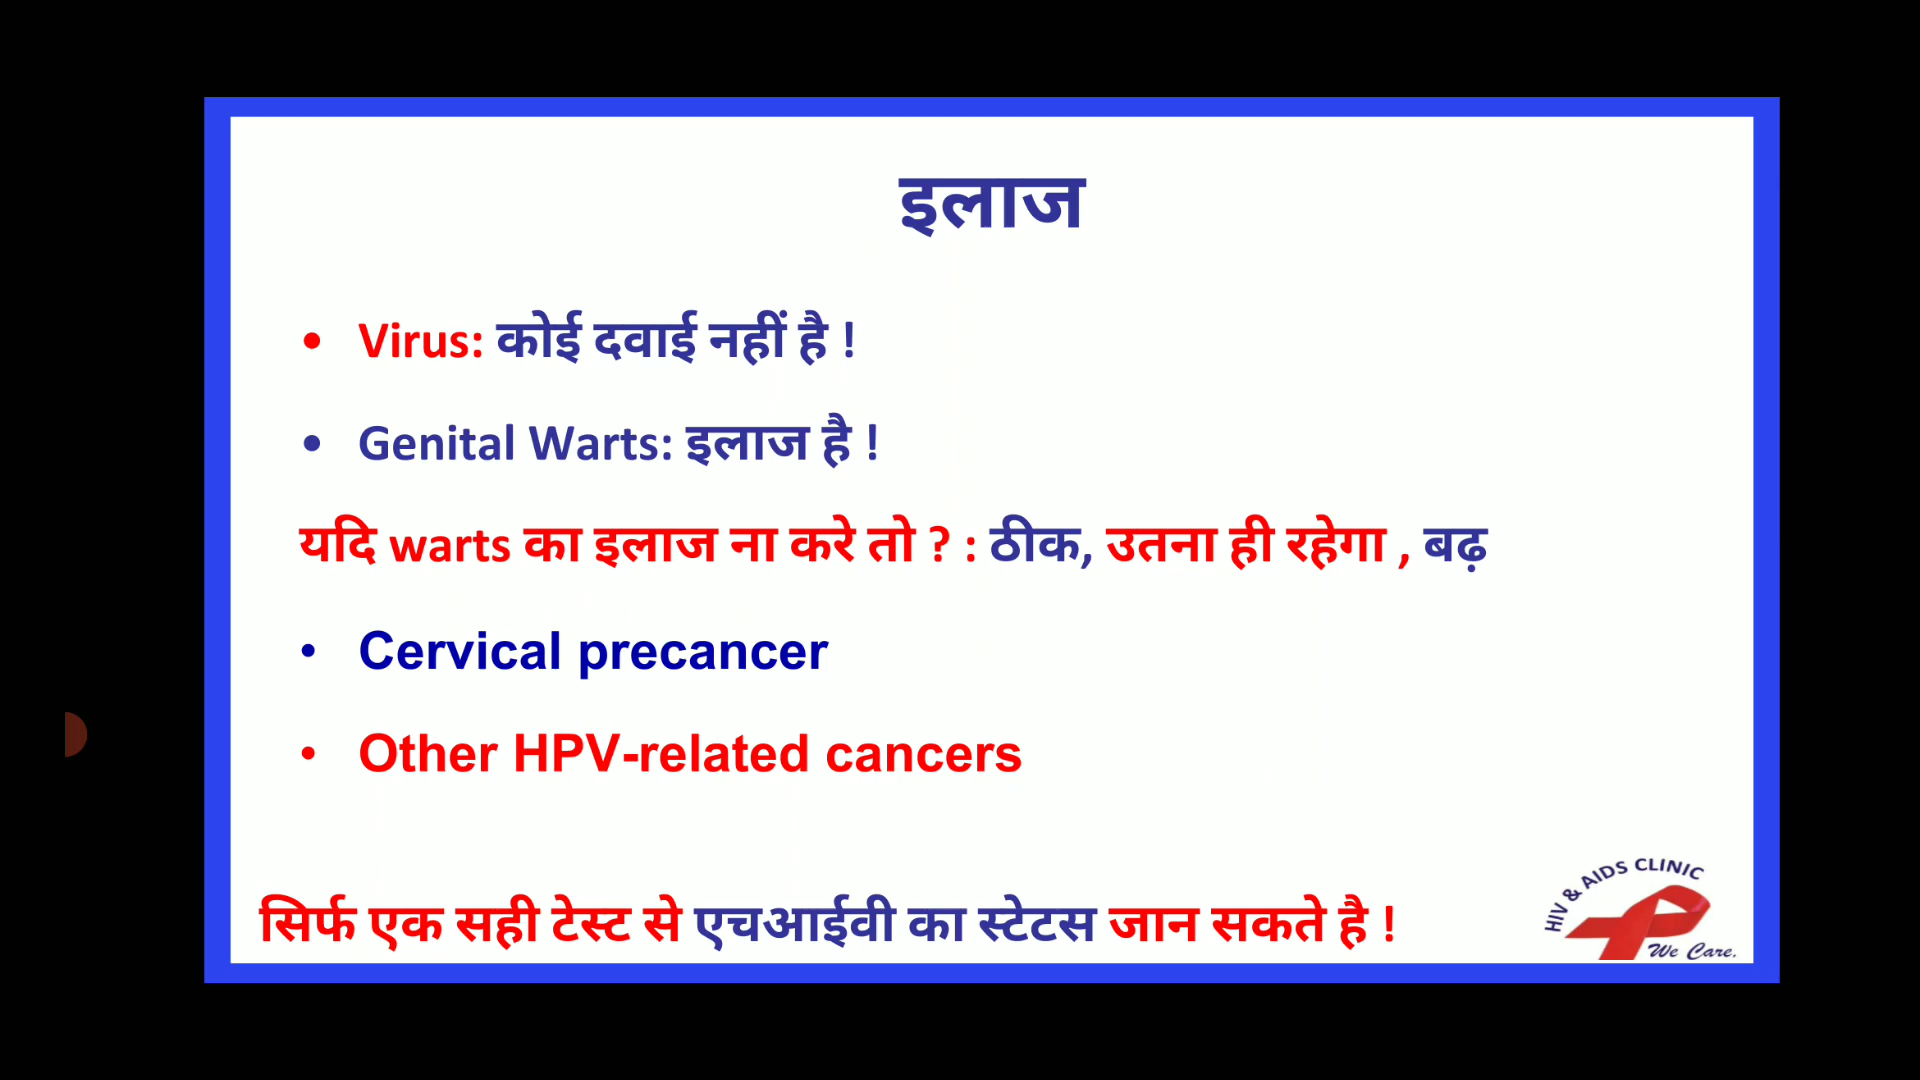 इलाज
• Virus: कोई दवाई नहीं है !
• Genital Warts: इलाज है !
यदि warts का इलाज ना करे तो ? : ठीक, उतना ही रहेगा , बढ़
• Cervical precancer
• Other HPV-related cancers
सिर्फ एक सही टेस्ट से एचआईवी का स्टेटस जान सकते है !
HIV & AIDS CLINIC
We Care.